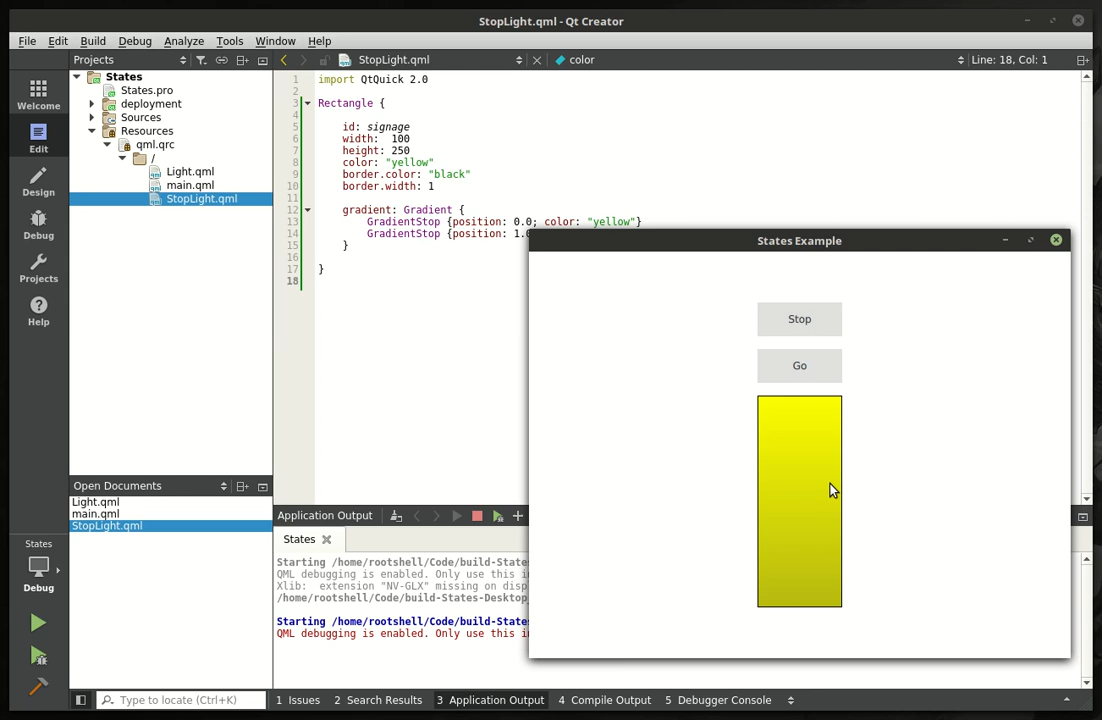 StopLight.qml - Qt Creator
File Edit Build Debug Analyze Tools Window Help
Projects
StopLight.qml
color
Line: 18, Col: 1
Welcome
Edit
Design
Debug
Projects
Help
States
States.pro
deployment
Sources
Resources
qml.qrc
/
Light.qml
main.qml
StopLight.qml
1 import QtQuick 2.0
2
3 Rectangle {
4
5 id: signage
6 width:  100
7 height: 250
8 color: "yellow"
9 border.color: "black"
10 border.width: 1
11
12 gradient: Gradient {
13 GradientStop {position: 0.0; color: "yellow"}
14 GradientStop {position: 1.0
15 }
16
17 }
18
States Example
Stop
Go
Open Documents
Light.qml
main.qml
StopLight.qml
Application Output
States
Starting /home/rootshell/Code/build-States
QML debugging is enabled. Only use this in
Xlib:  extension "NV-GLX" missing on disp
/home/rootshell/Code/build-States-Desktop
Starting /home/rootshell/Code/build-States
QML debugging is enabled. Only use this in
States
Debug
Type to locate (Ctrl+K)
1 Issues 2 Search Results 3 Application Output 4 Compile Output 5 Debugger Console